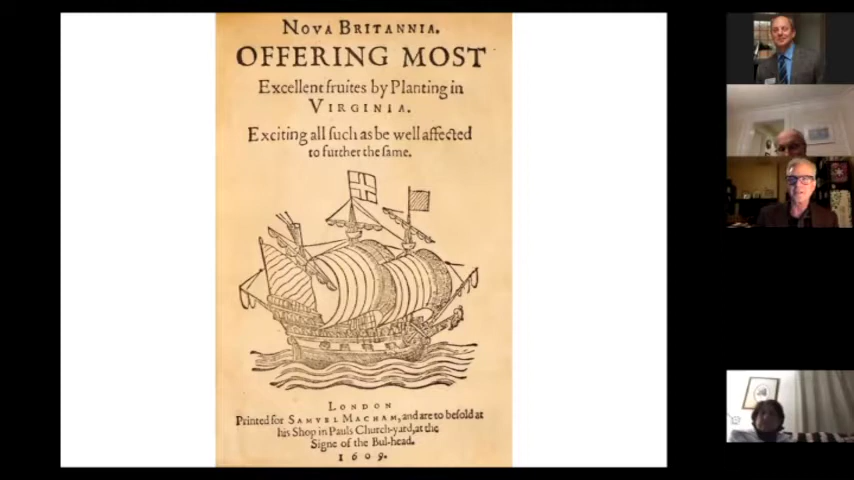 NOVA BRITANNIA.
OFFERING MOST
Excellent fruites by Planting in
VIRGINIA.
Exciting all such as be well affected
to further the same.
LONDON
Printed for SAMVEL MACHAM, and are to be sold at
his Shop in Pauls Church-yard, at the
Signe of the Bul-head.
1609.